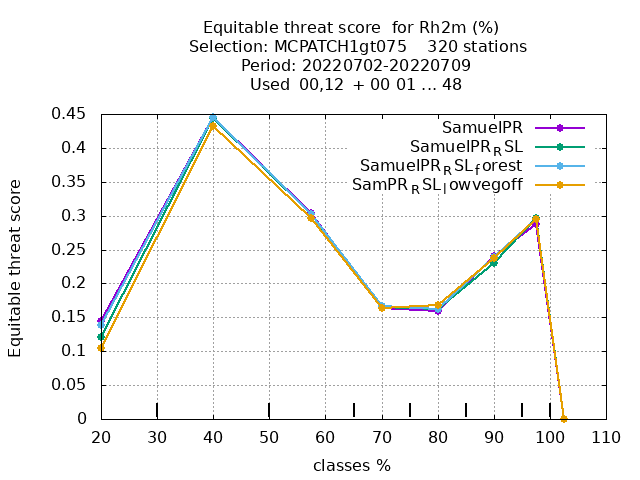 Equitable threat score  for Rh2m (%)
Selection: MCPATCH1gt075    320 stations
Period: 20220702-20220709
Used  00,12  + 00 01 ... 48
SamuelPR
SamuelPR_RSL
SamuelPR_RSL_forest
SamPR_RSL_lowvegoff
Equitable threat score
0.45
0.4
0.35
0.3
0.25
0.2
0.15
0.1
0.05
0
20 30 40 50 60 70 80 90 100 110
classes %